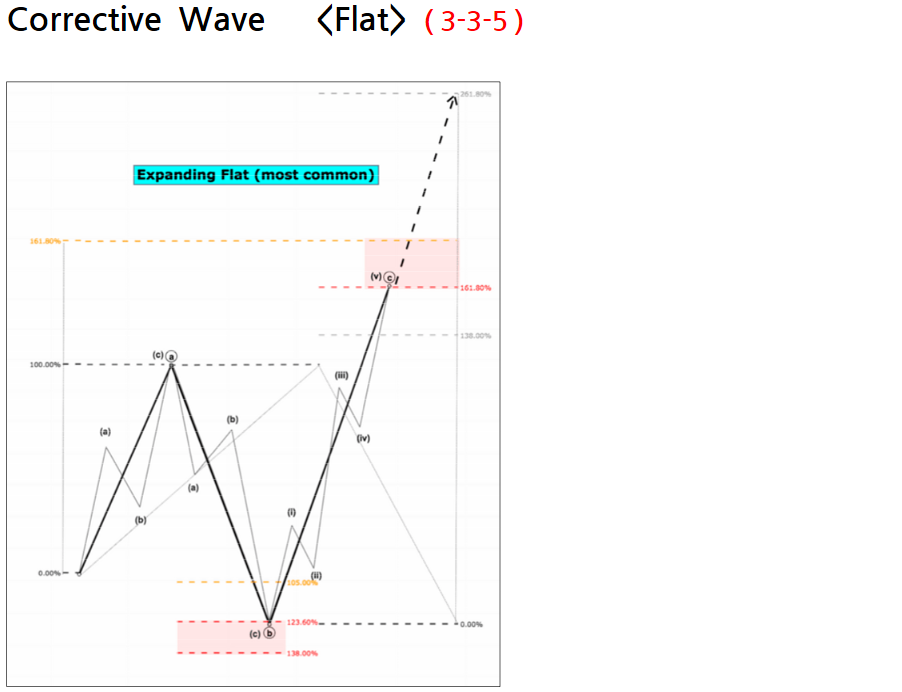 Corrective Wave 〈Flat〉 (3-3-5)
261.80%
Expanding Flat (most common)
161.80%
(v) c
161.80%
138.00%
(c) a
100.00%
(iii)
(b)
(a)
(iv)
(a)
(i)
(b)
0.00%
(ii)
105.00%
123.60%
0.00%
(c) b
138.00%